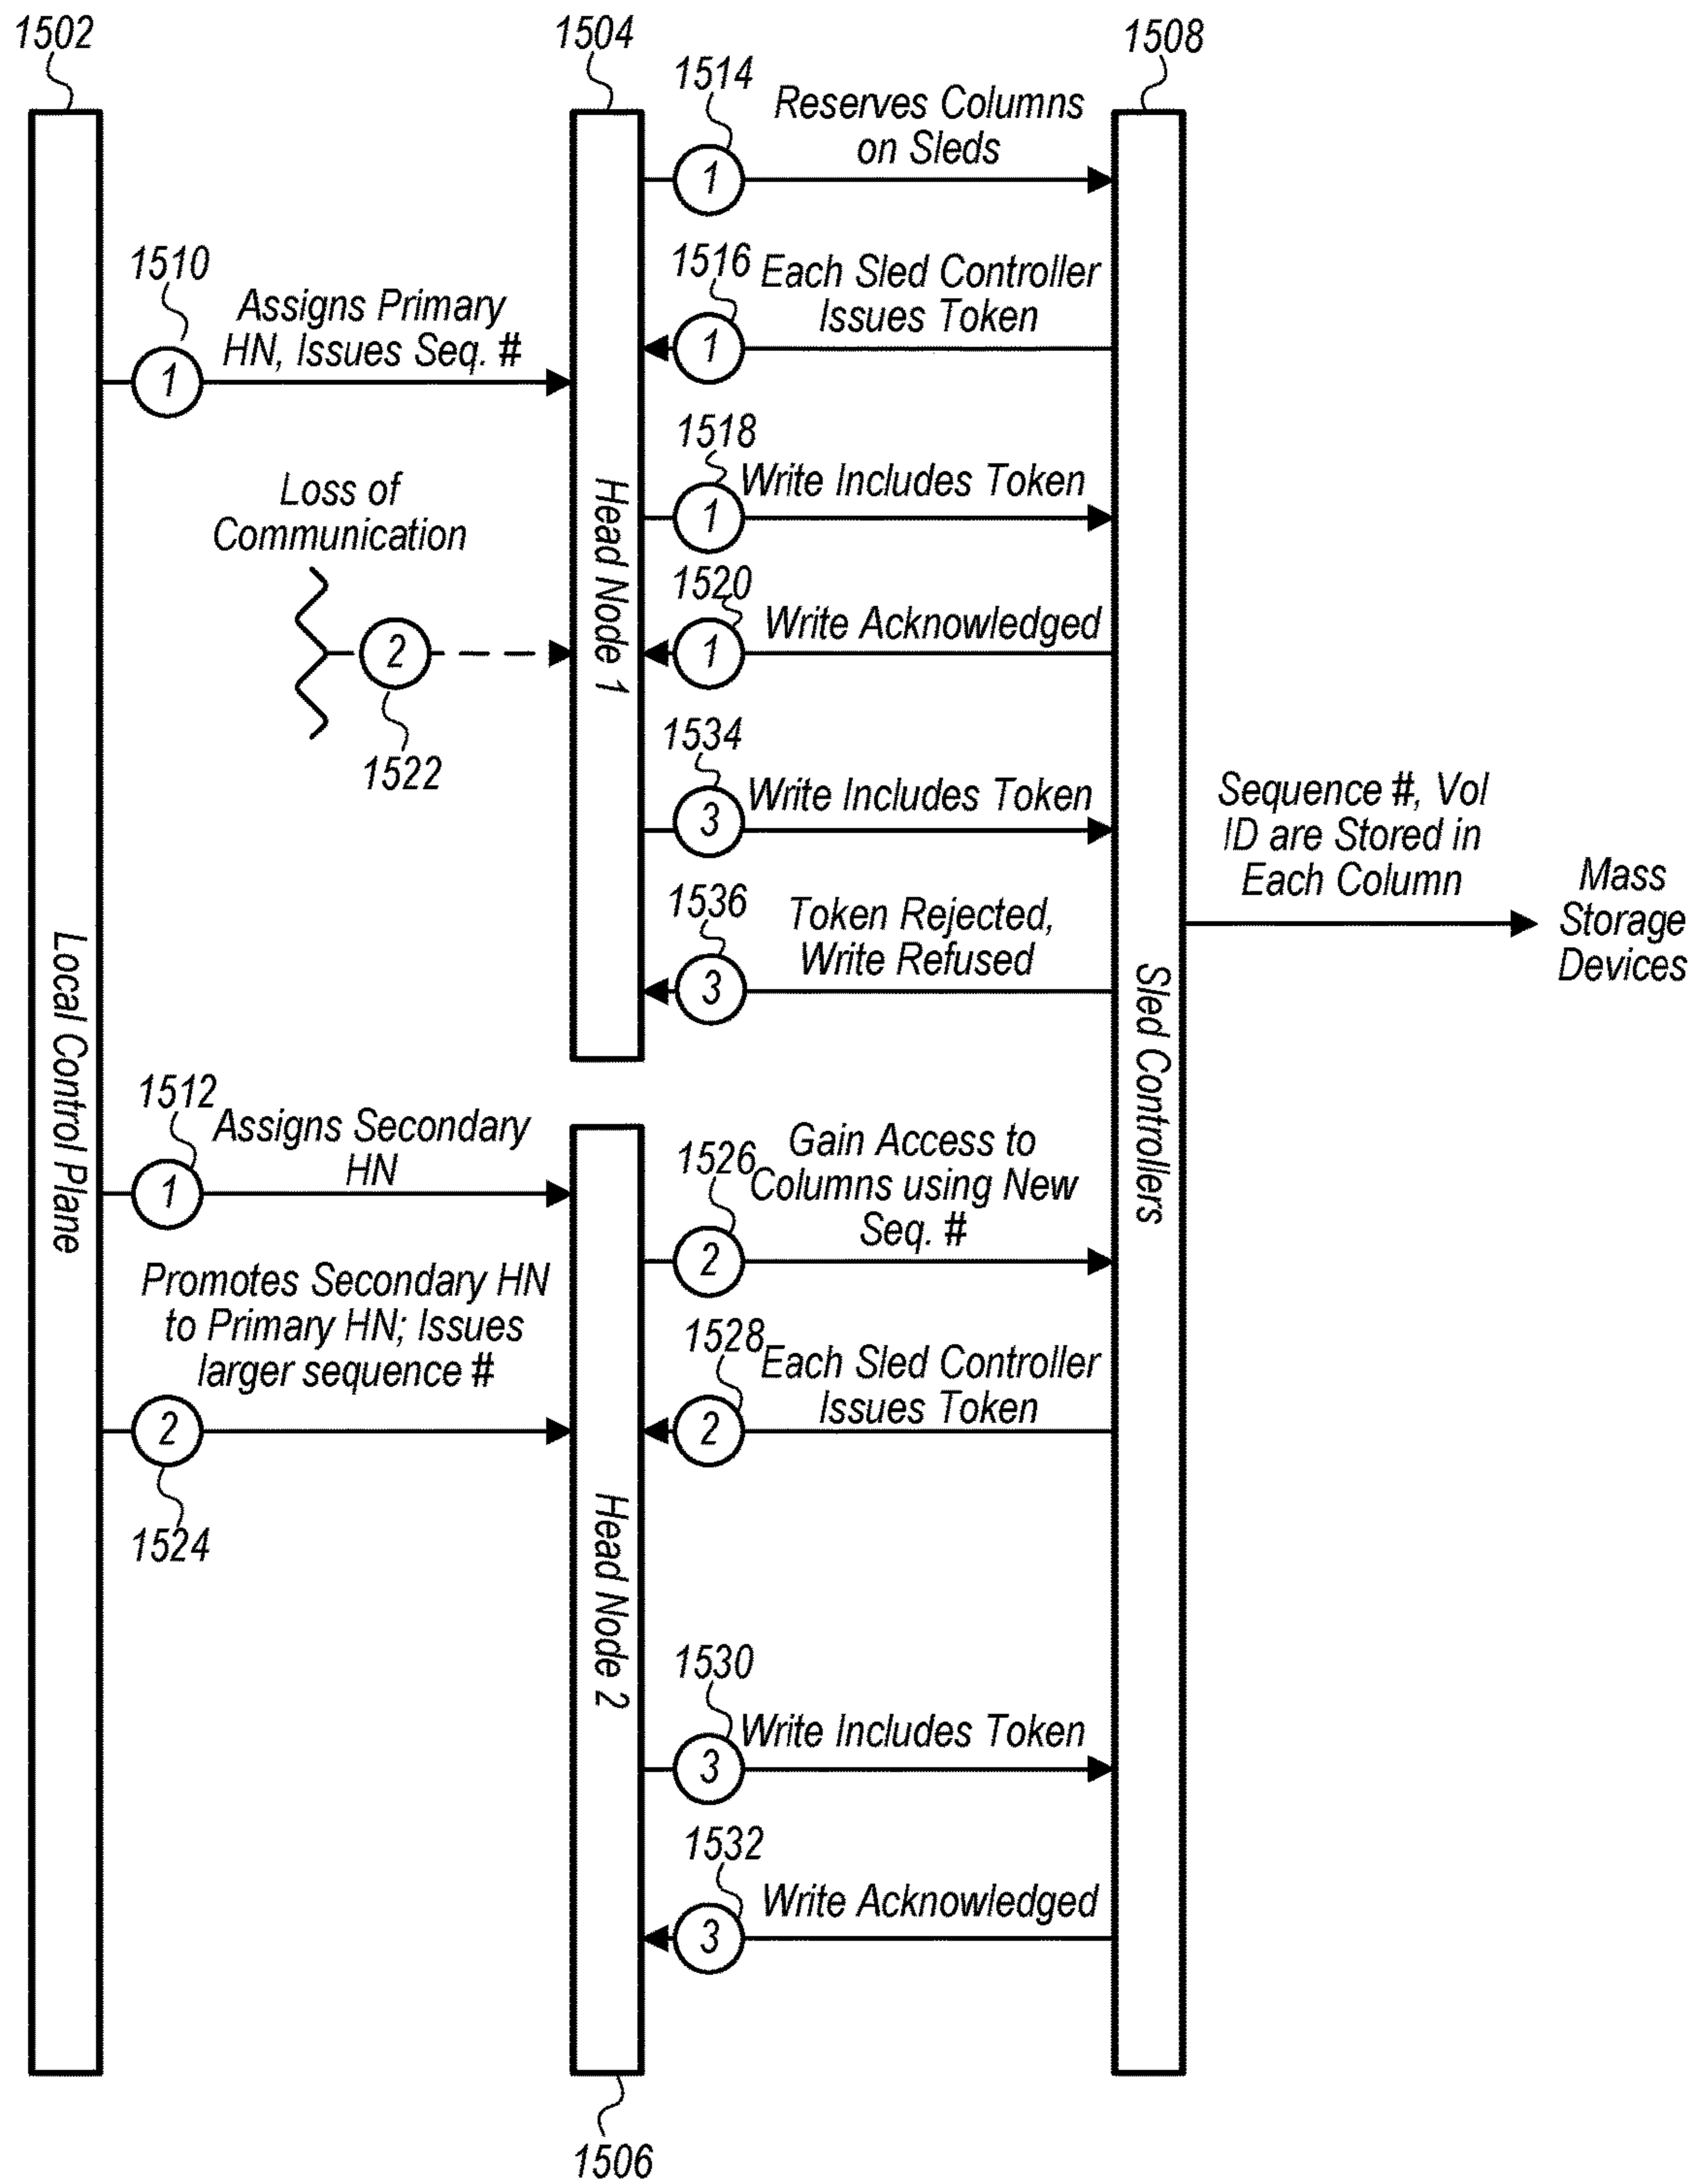 1502
1504
1508
1514
Reserves Columns
on Sleds
1
1510
Assigns Primary
HN, Issues Seq. #
1
1516
Each Sled Controller
Issues Token
1
1518
Write Includes Token
1
Loss of
Communication
2
1522
1520
Write Acknowledged
1
Head Node 1
1534
Write Includes Token
3
1536
Token Rejected,
Write Refused
3
Sequence #, Vol
ID are Stored in
Each Column
Mass
Storage
Devices
Local Control Plane
Sled Controllers
1512
Assigns Secondary
HN
1
1526
Gain Access to
Columns using New
Seq. #
2
Promotes Secondary HN
to Primary HN; Issues
larger sequence #
2
1524
1528
Each Sled Controller
Issues Token
2
Head Node 2
1530
Write Includes Token
3
1532
Write Acknowledged
3
1506